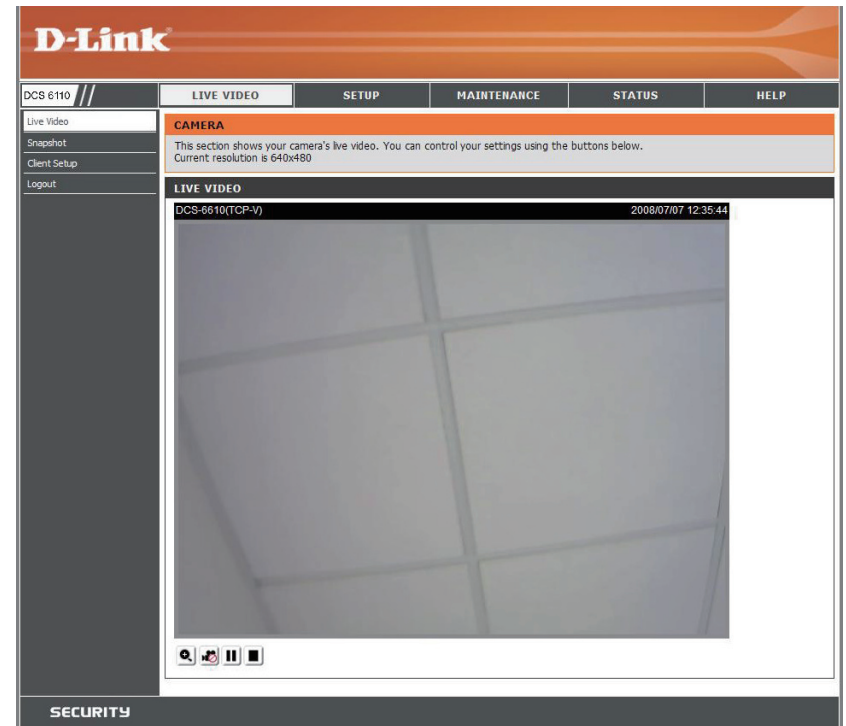 D-Link
DCS 6110 //
LIVE VIDEO
SETUP
MAINTENANCE
STATUS
HELP
Live Video
Snapshot
Client Setup
Logout
CAMERA
This section shows your camera's live video. You can control your settings using the buttons below.
Current resolution is 640x480
LIVE VIDEO
DCS-6610(TCP-V) 2008/07/07 12:35:44
SECURITY